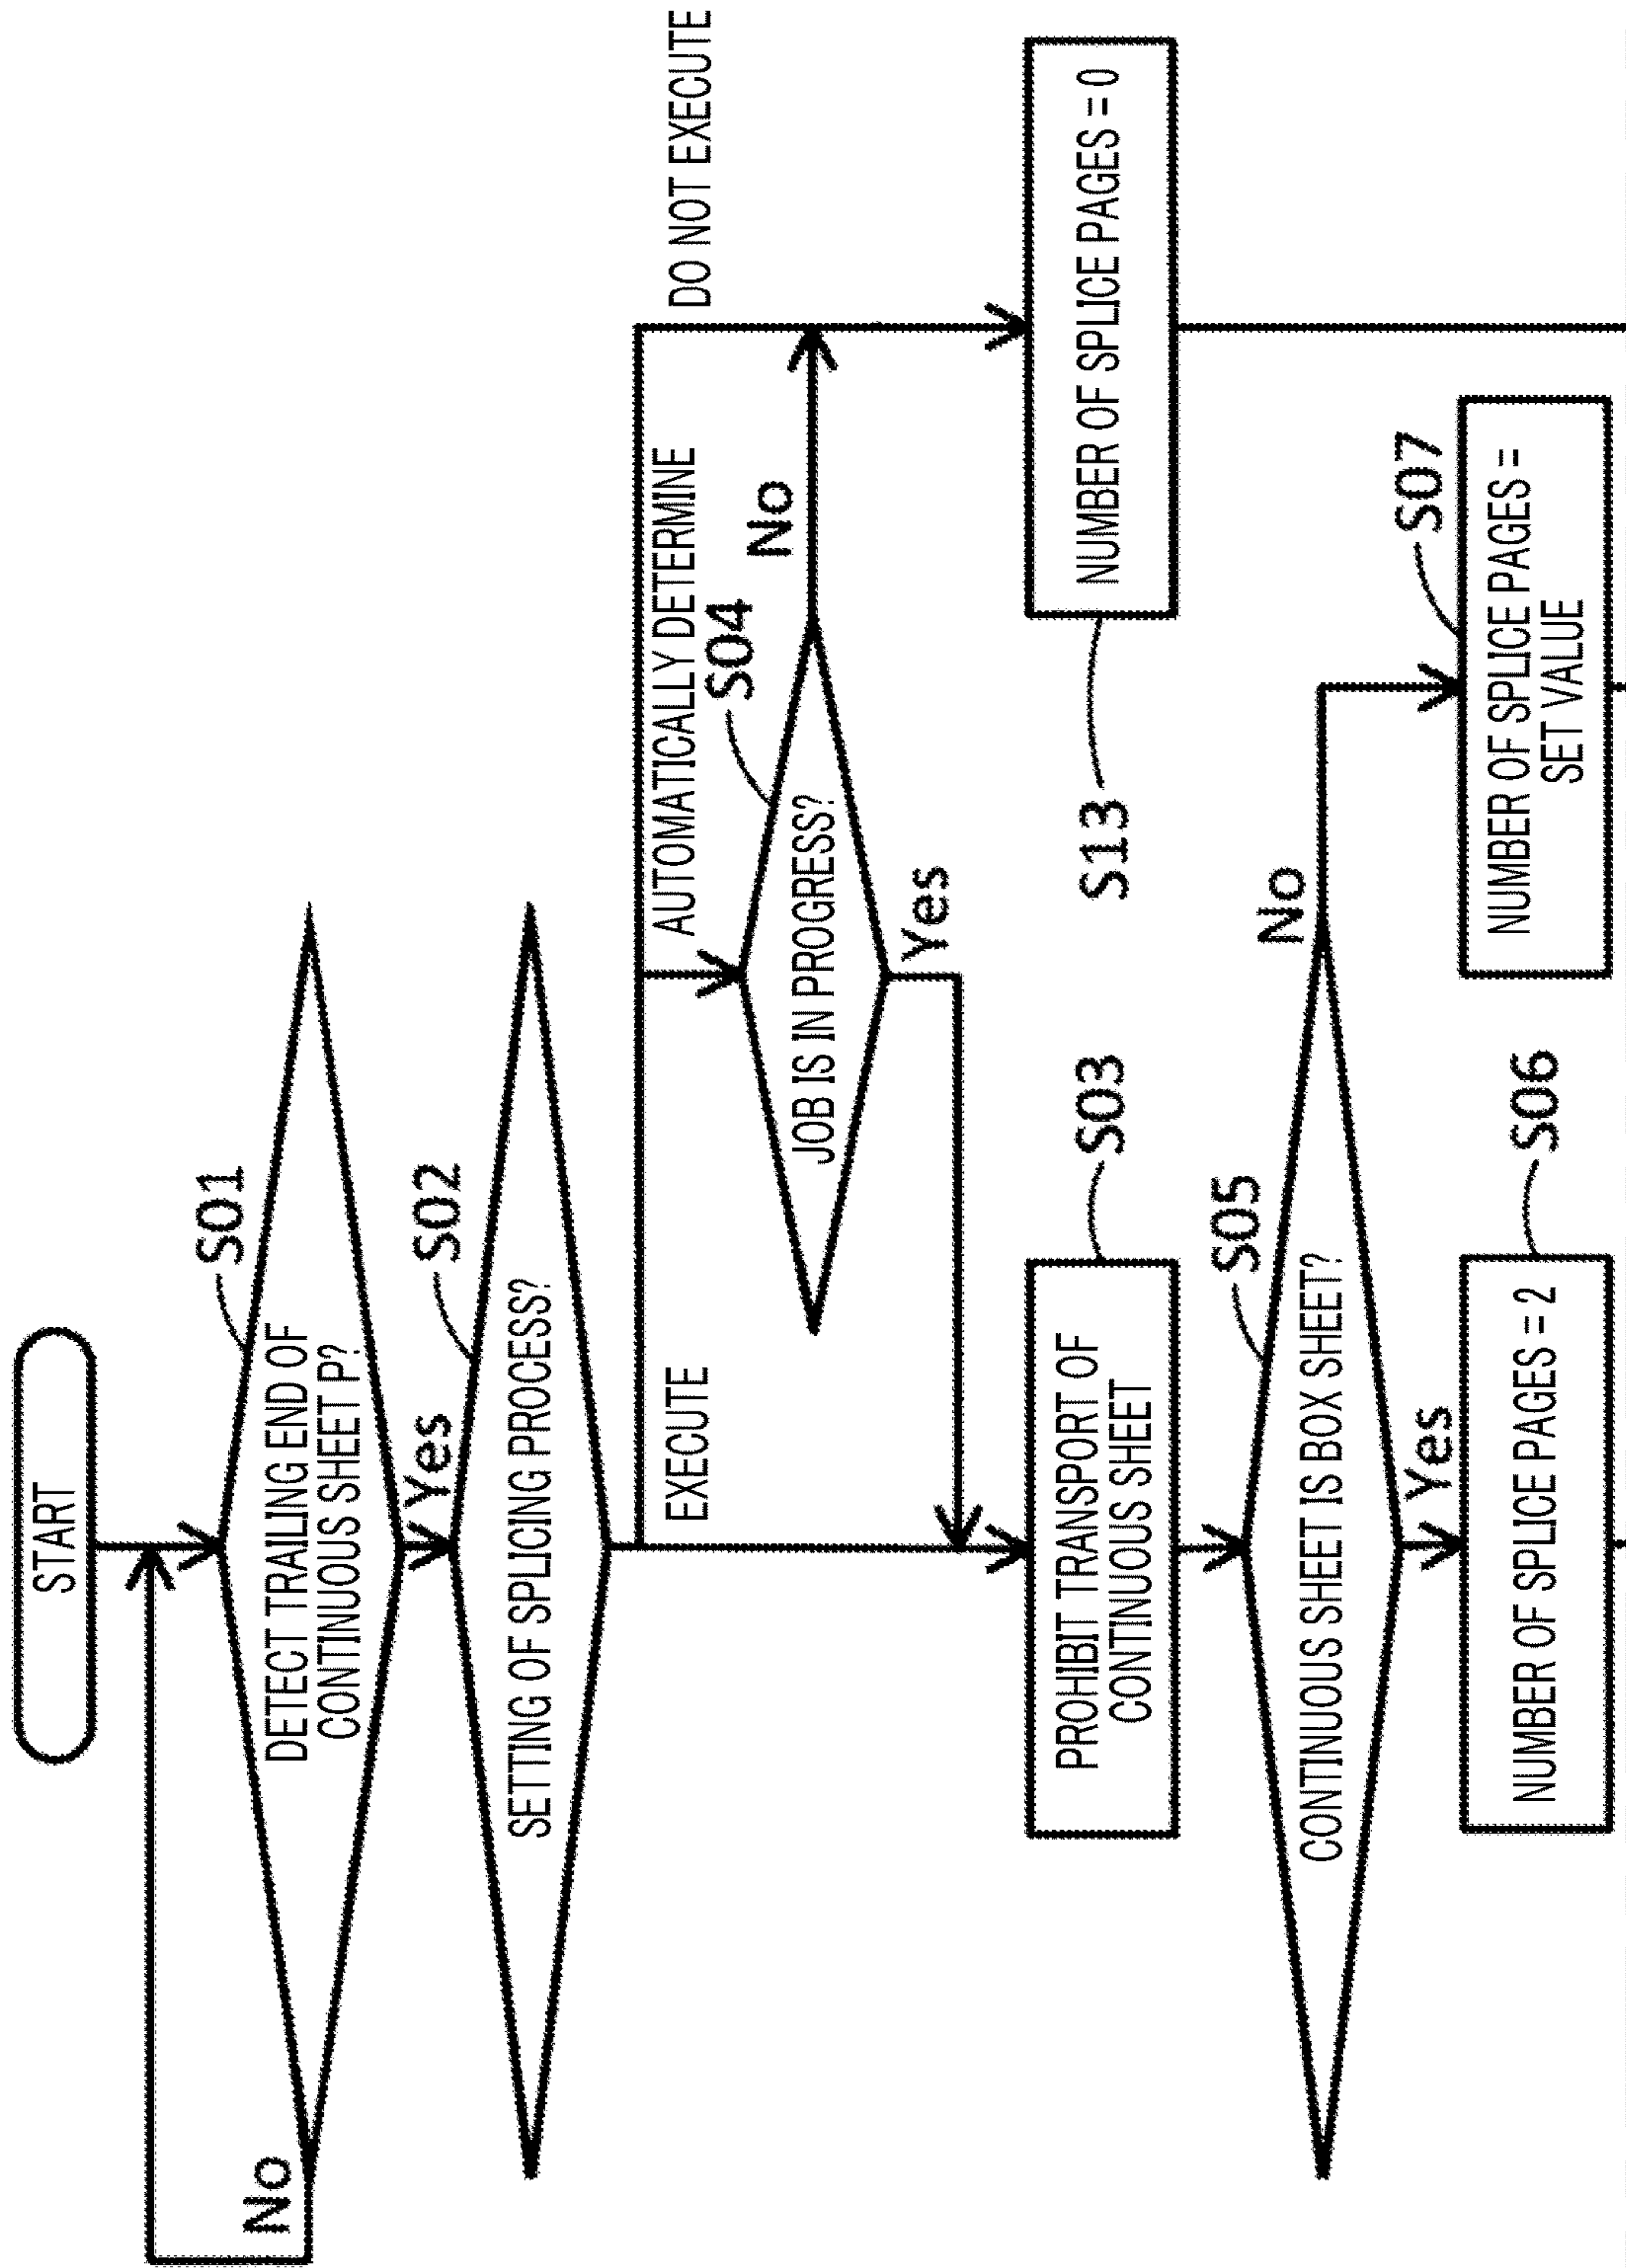 START
S01
DETECT TRAILING END OF
CONTINUOUS SHEET P?
No
Yes
S02
SETTING OF SPLICING PROCESS?
EXECUTE
AUTOMATICALLY DETERMINE
DO NOT EXECUTE
S04
JOB IS IN PROGRESS?
No
Yes
S03
PROHIBIT TRANSPORT OF
CONTINUOUS SHEET
S13
NUMBER OF SPLICE PAGES = 0
S05
CONTINUOUS SHEET IS BOX SHEET?
No
Yes
S06
NUMBER OF SPLICE PAGES = 2
S07
NUMBER OF SPLICE PAGES =
SET VALUE